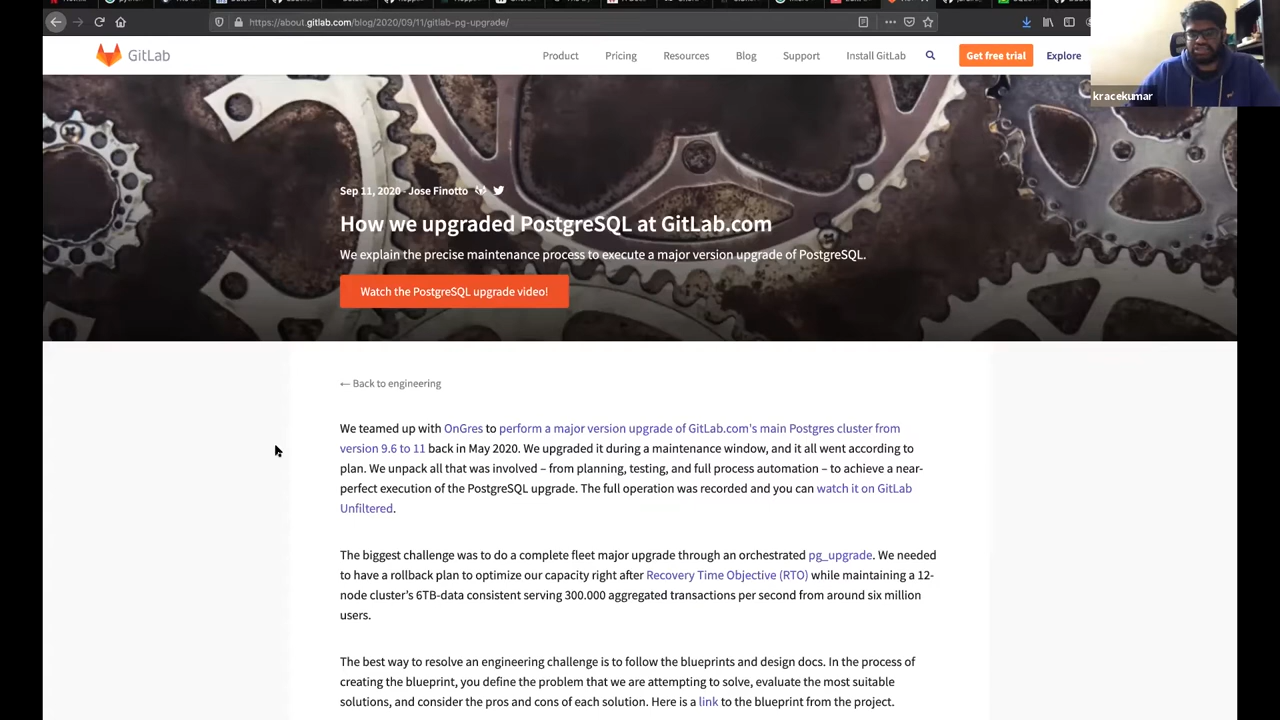 https://about.gitlab.com/blog/2020/09/11/gitlab-pg-upgrade/
kracekumar
GitLab
Product Pricing Resources Blog Support Install GitLab Get free trial Explore
Sep 11, 2020 - Jose Finotto
How we upgraded PostgreSQL at GitLab.com
We explain the precise maintenance process to execute a major version upgrade of PostgreSQL.
Watch the PostgreSQL upgrade video!
← Back to engineering
We teamed up with OnGres to perform a major version upgrade of GitLab.com's main Postgres cluster from
version 9.6 to 11 back in May 2020. We upgraded it during a maintenance window, and it all went according to
plan. We unpack all that was involved – from planning, testing, and full process automation – to achieve a near-
perfect execution of the PostgreSQL upgrade. The full operation was recorded and you can watch it on GitLab
Unfiltered.
The biggest challenge was to do a complete fleet major upgrade through an orchestrated pg_upgrade. We needed
to have a rollback plan to optimize our capacity right after Recovery Time Objective (RTO) while maintaining a 12-
node cluster's 6TB-data consistent serving 300.000 aggregated transactions per second from around six million
users.
The best way to resolve an engineering challenge is to follow the blueprints and design docs. In the process of
creating the blueprint, you define the problem that we are attempting to solve, evaluate the most suitable
solutions, and consider the pros and cons of each solution. Here is a link to the blueprint from the project.